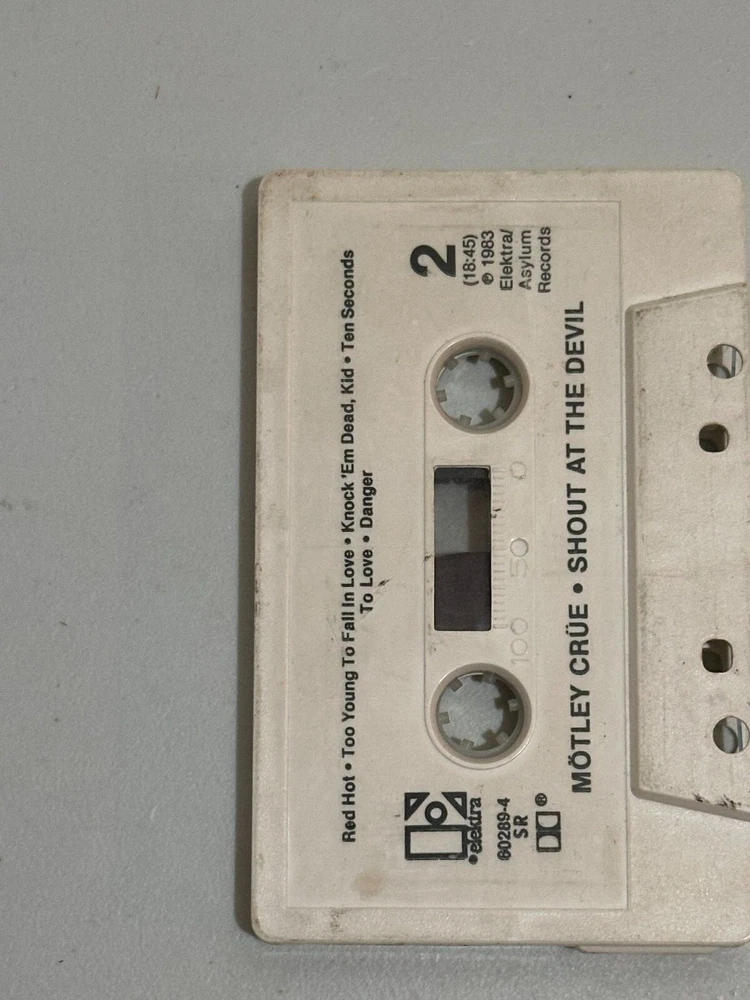 Red Hot • Too Young To Fall In Love • Knock 'Em Dead, Kid • Ten Seconds
To Love • Danger
2
(18:45)
℗ 1983
Elektra/
Asylum
Records
elektra
60289-4
SR
®
100 50 0
MÖTLEY CRÜE • SHOUT AT THE DEVIL